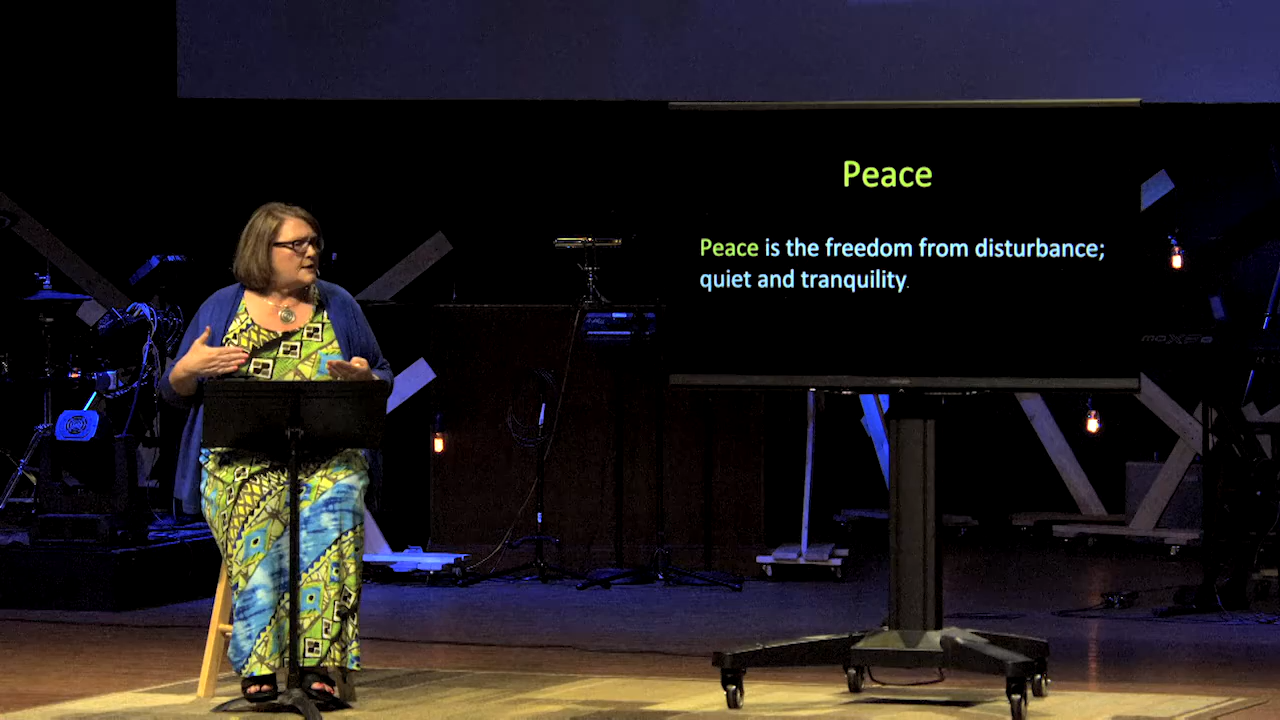 Peace
Peace is the freedom from disturbance;
quiet and tranquility.